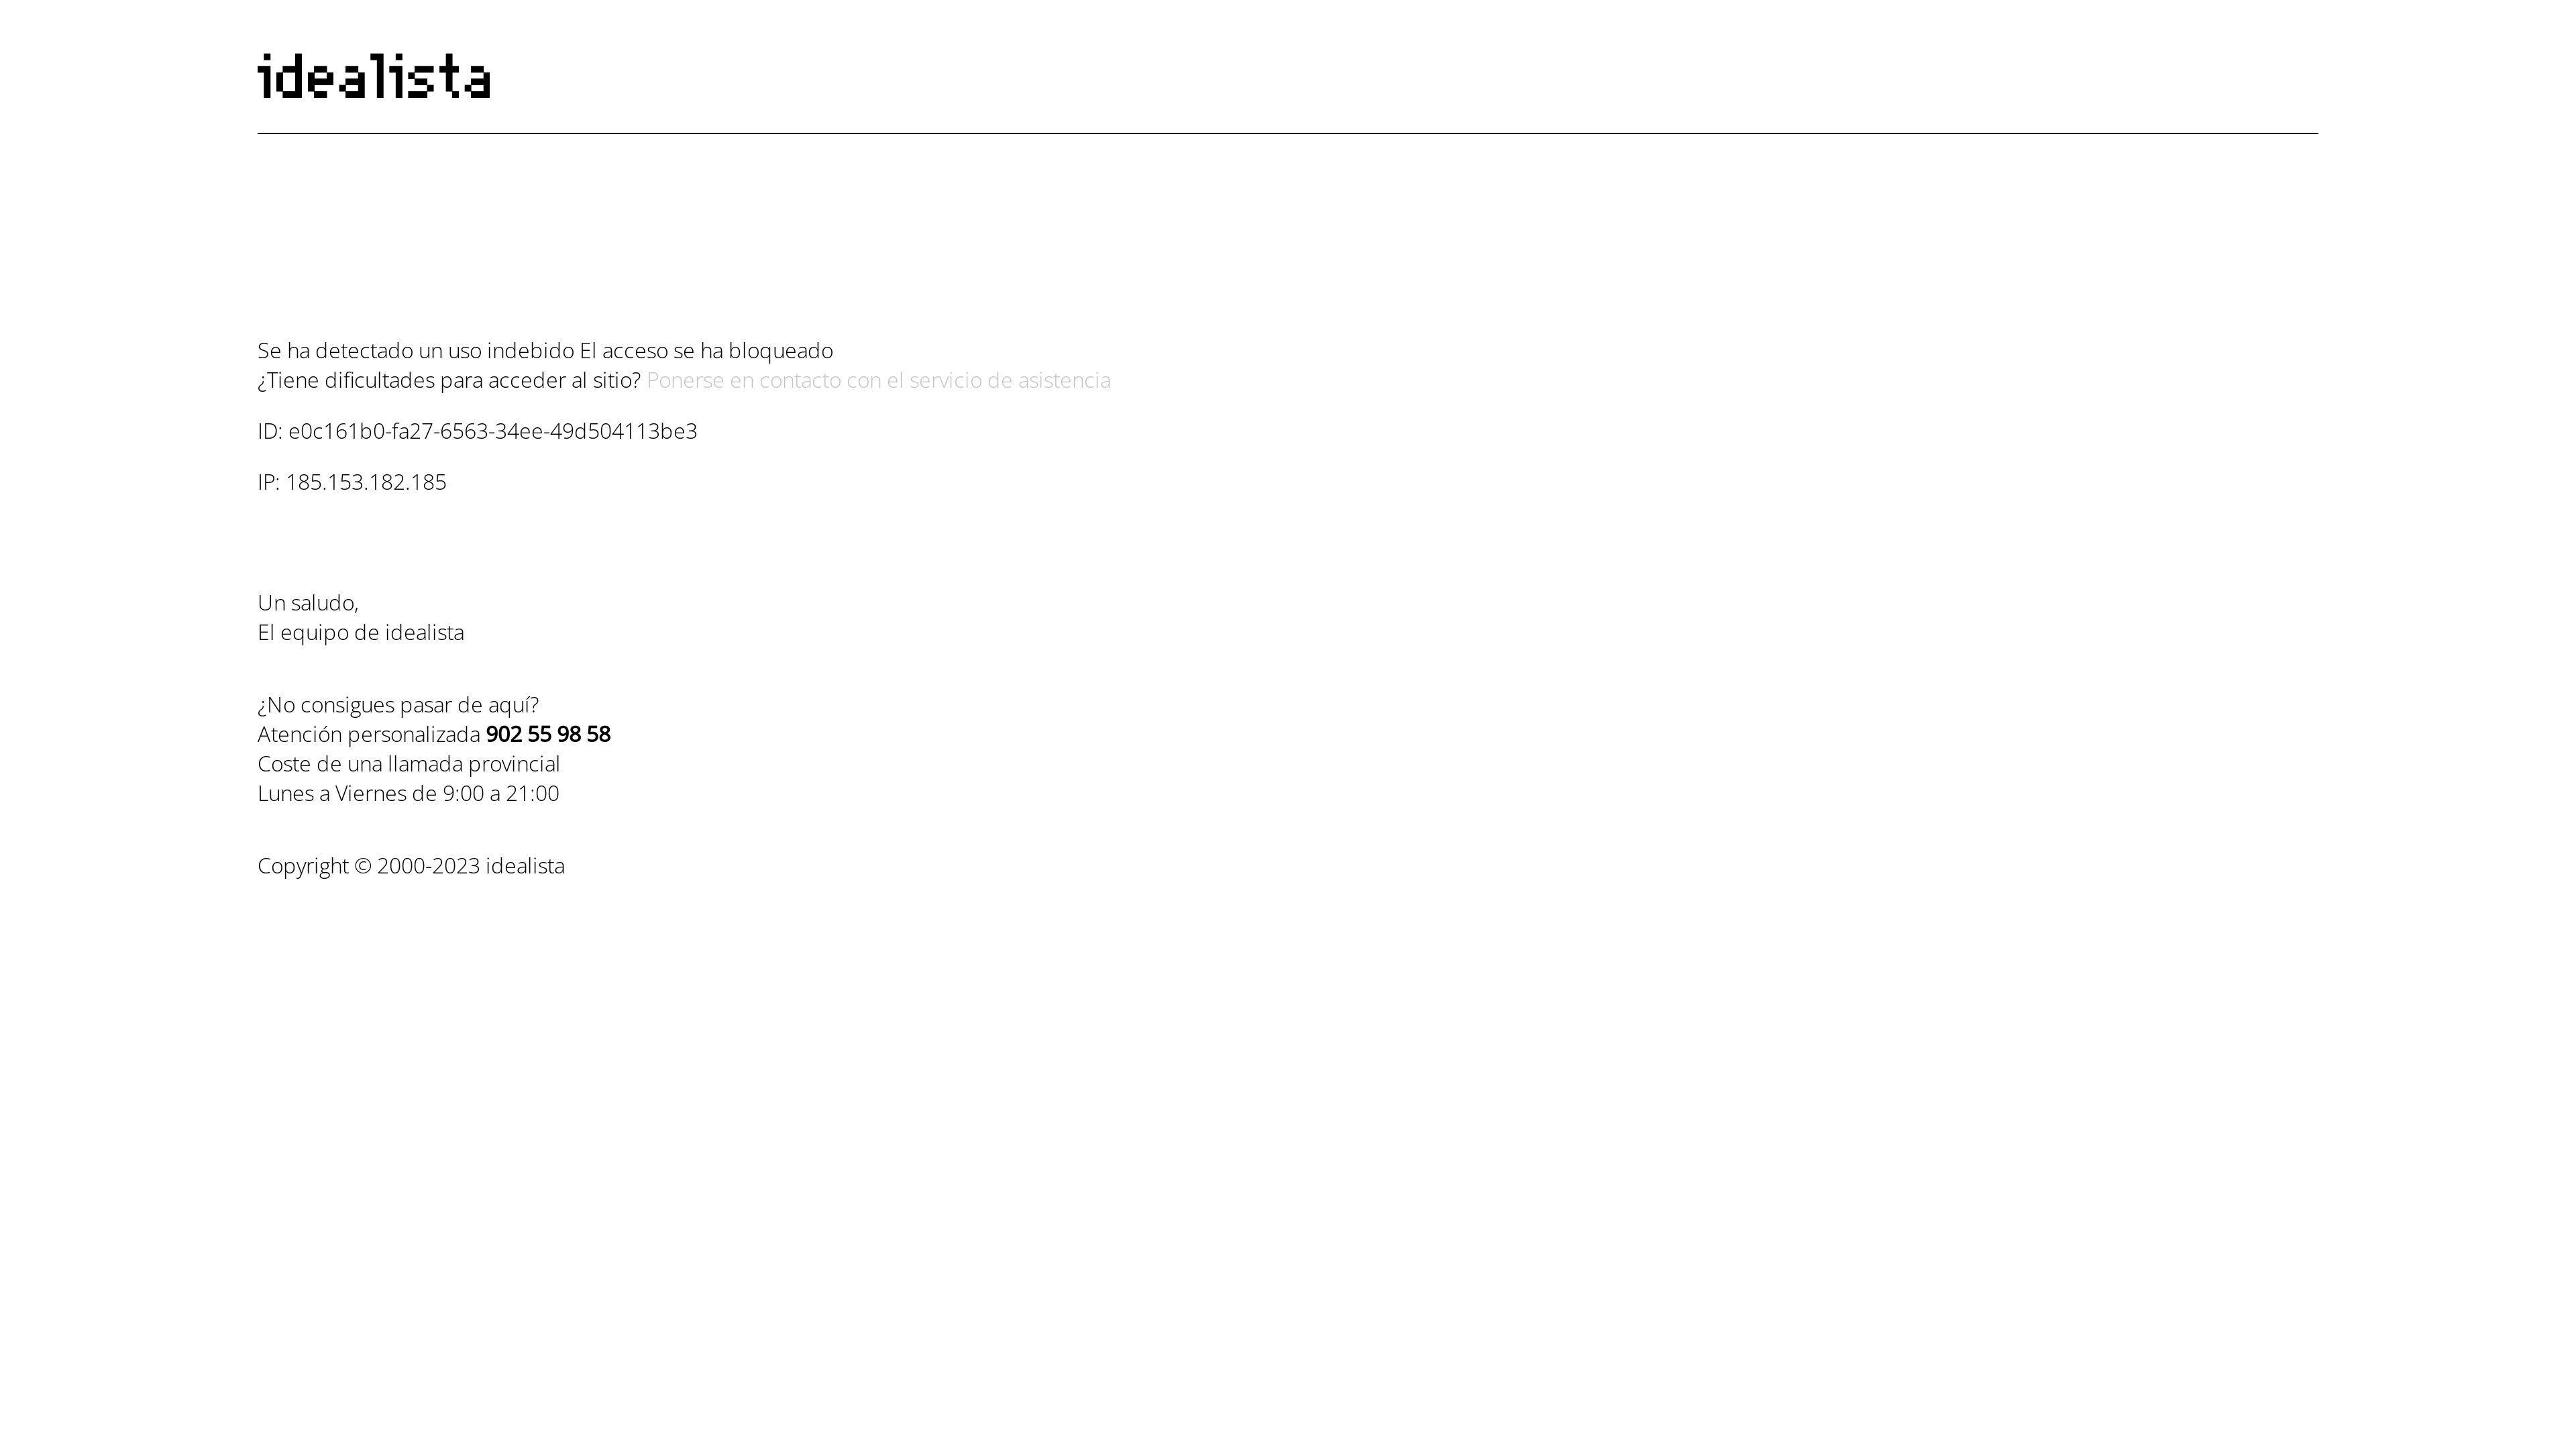 idealista
Se ha detectado un uso indebido El acceso se ha bloqueado
¿Tiene dificultades para acceder al sitio? Ponerse en contacto con el servicio de asistencia
ID: e0c161b0-fa27-6563-34ee-49d504113be3
IP: 185.153.182.185
Un saludo,
El equipo de idealista
¿No consigues pasar de aquí?
Atención personalizada 902 55 98 58
Coste de una llamada provincial
Lunes a Viernes de 9:00 a 21:00
Copyright © 2000-2023 idealista